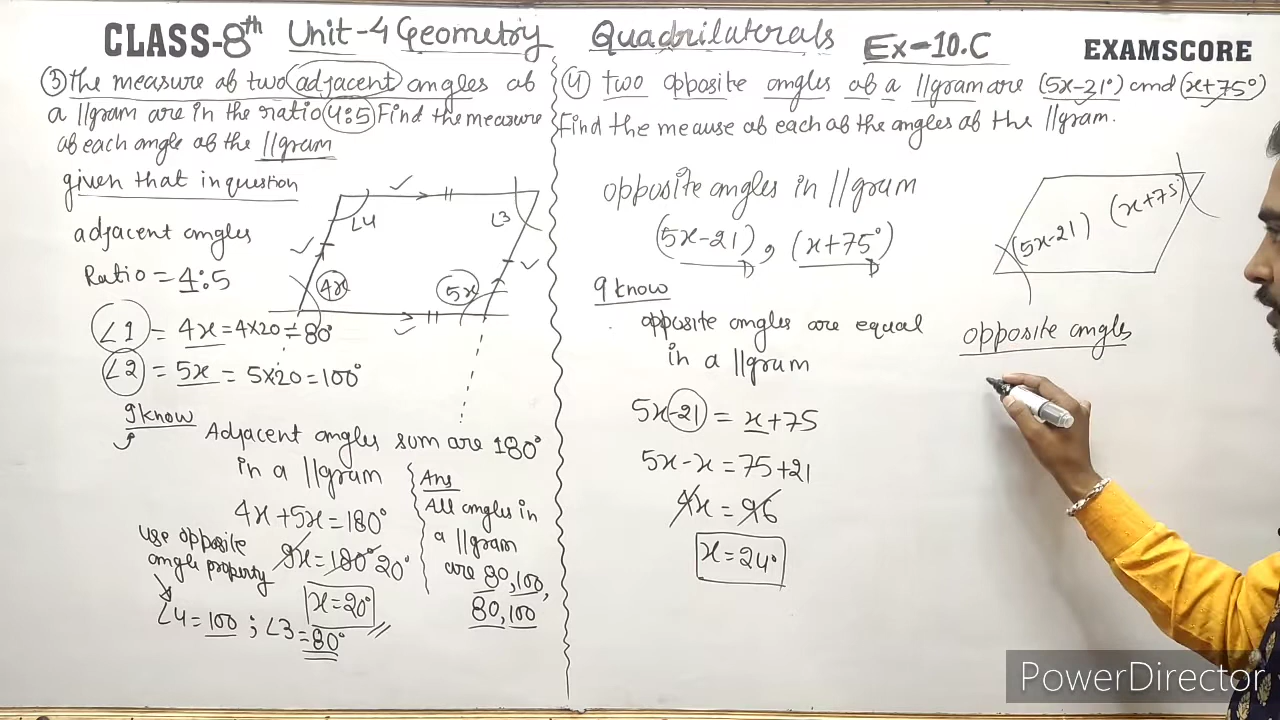 CLASS-8th Unit-4 Geometry Quadrilaterals Ex-10.C EXAMSCORE
③ The measure of two adjacent angles of
a //gram are in the ratio 4:5 Find the measure
of each angle of the //gram
given that in question
adjacent angles
Ratio = 4:5
∠1 = 4x = 4×20 = 80°
∠2 = 5x = 5×20 = 100°
∠4
∠3
4x
5x
I know
Adjacent angles sum are 180°
in a //gram
4x + 5x = 180°
9x = 180° 20°
x = 20°
use opposite
angle property
∠4 = 100 ; ∠3 = 80°
Ans
All angles in
a //gram
are 80, 100,
80, 100
④ two opposite angles of a //gram are (5x-21°) and (x+75°)
Find the meause of each of the angles of the //gram.
opposite angles in //gram
(5x-21) , (x+75°)
I know
opposite angles are equal
in a //gram
5x-21 = x+75
5x-x = 75+21
4x = 96
x = 24°
(5x-21)
(x+75)
opposite angles
PowerDirector